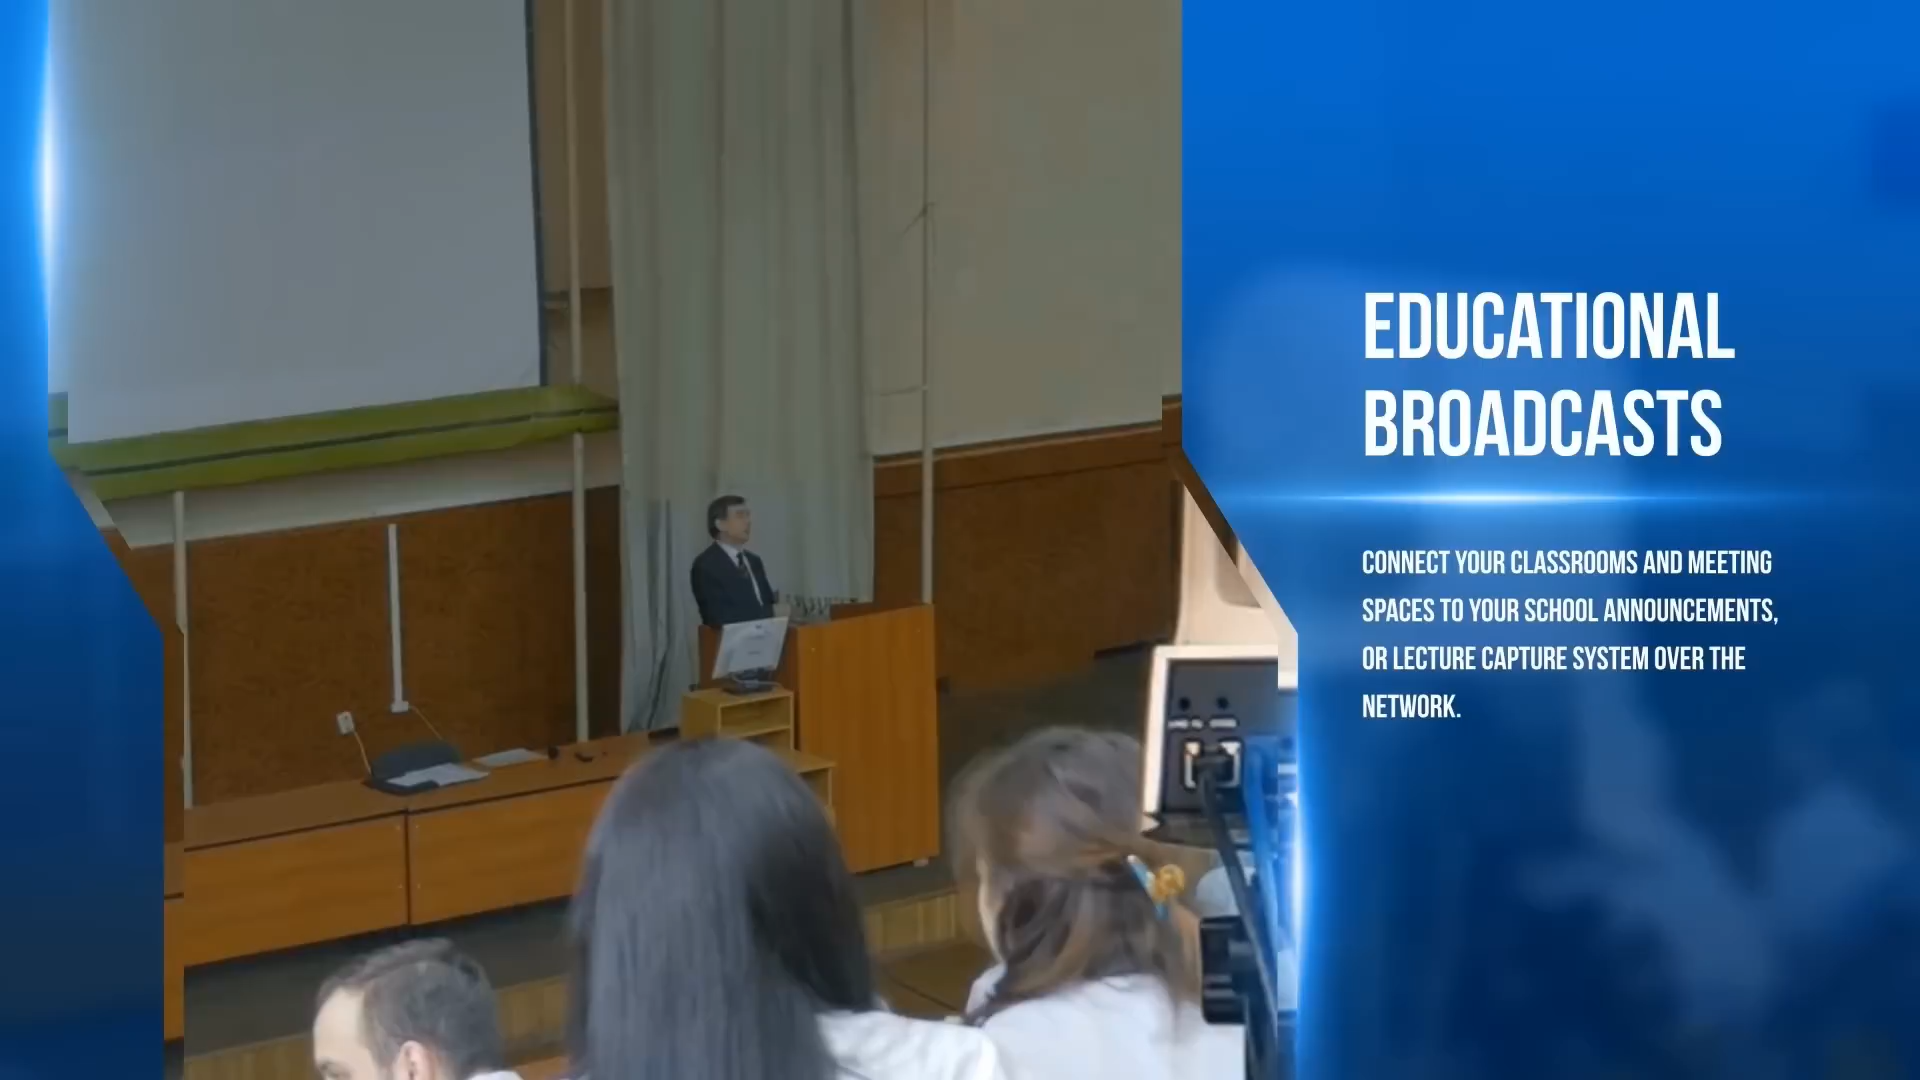 EDUCATIONAL
BROADCASTS
CONNECT YOUR CLASSROOMS AND MEETING
SPACES TO YOUR SCHOOL ANNOUNCEMENTS,
OR LECTURE CAPTURE SYSTEM OVER THE
NETWORK.